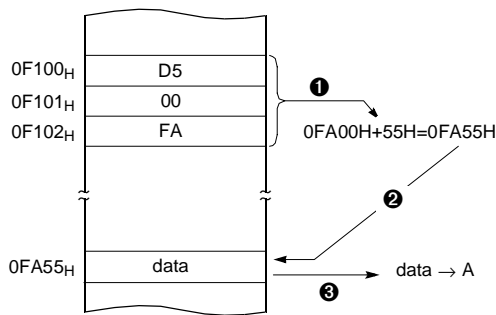 0F100H D5
0F101H 00 ❶
0F102H FA 0FA00H+55H=0FA55H
❷
0FA55H data data → A
❸